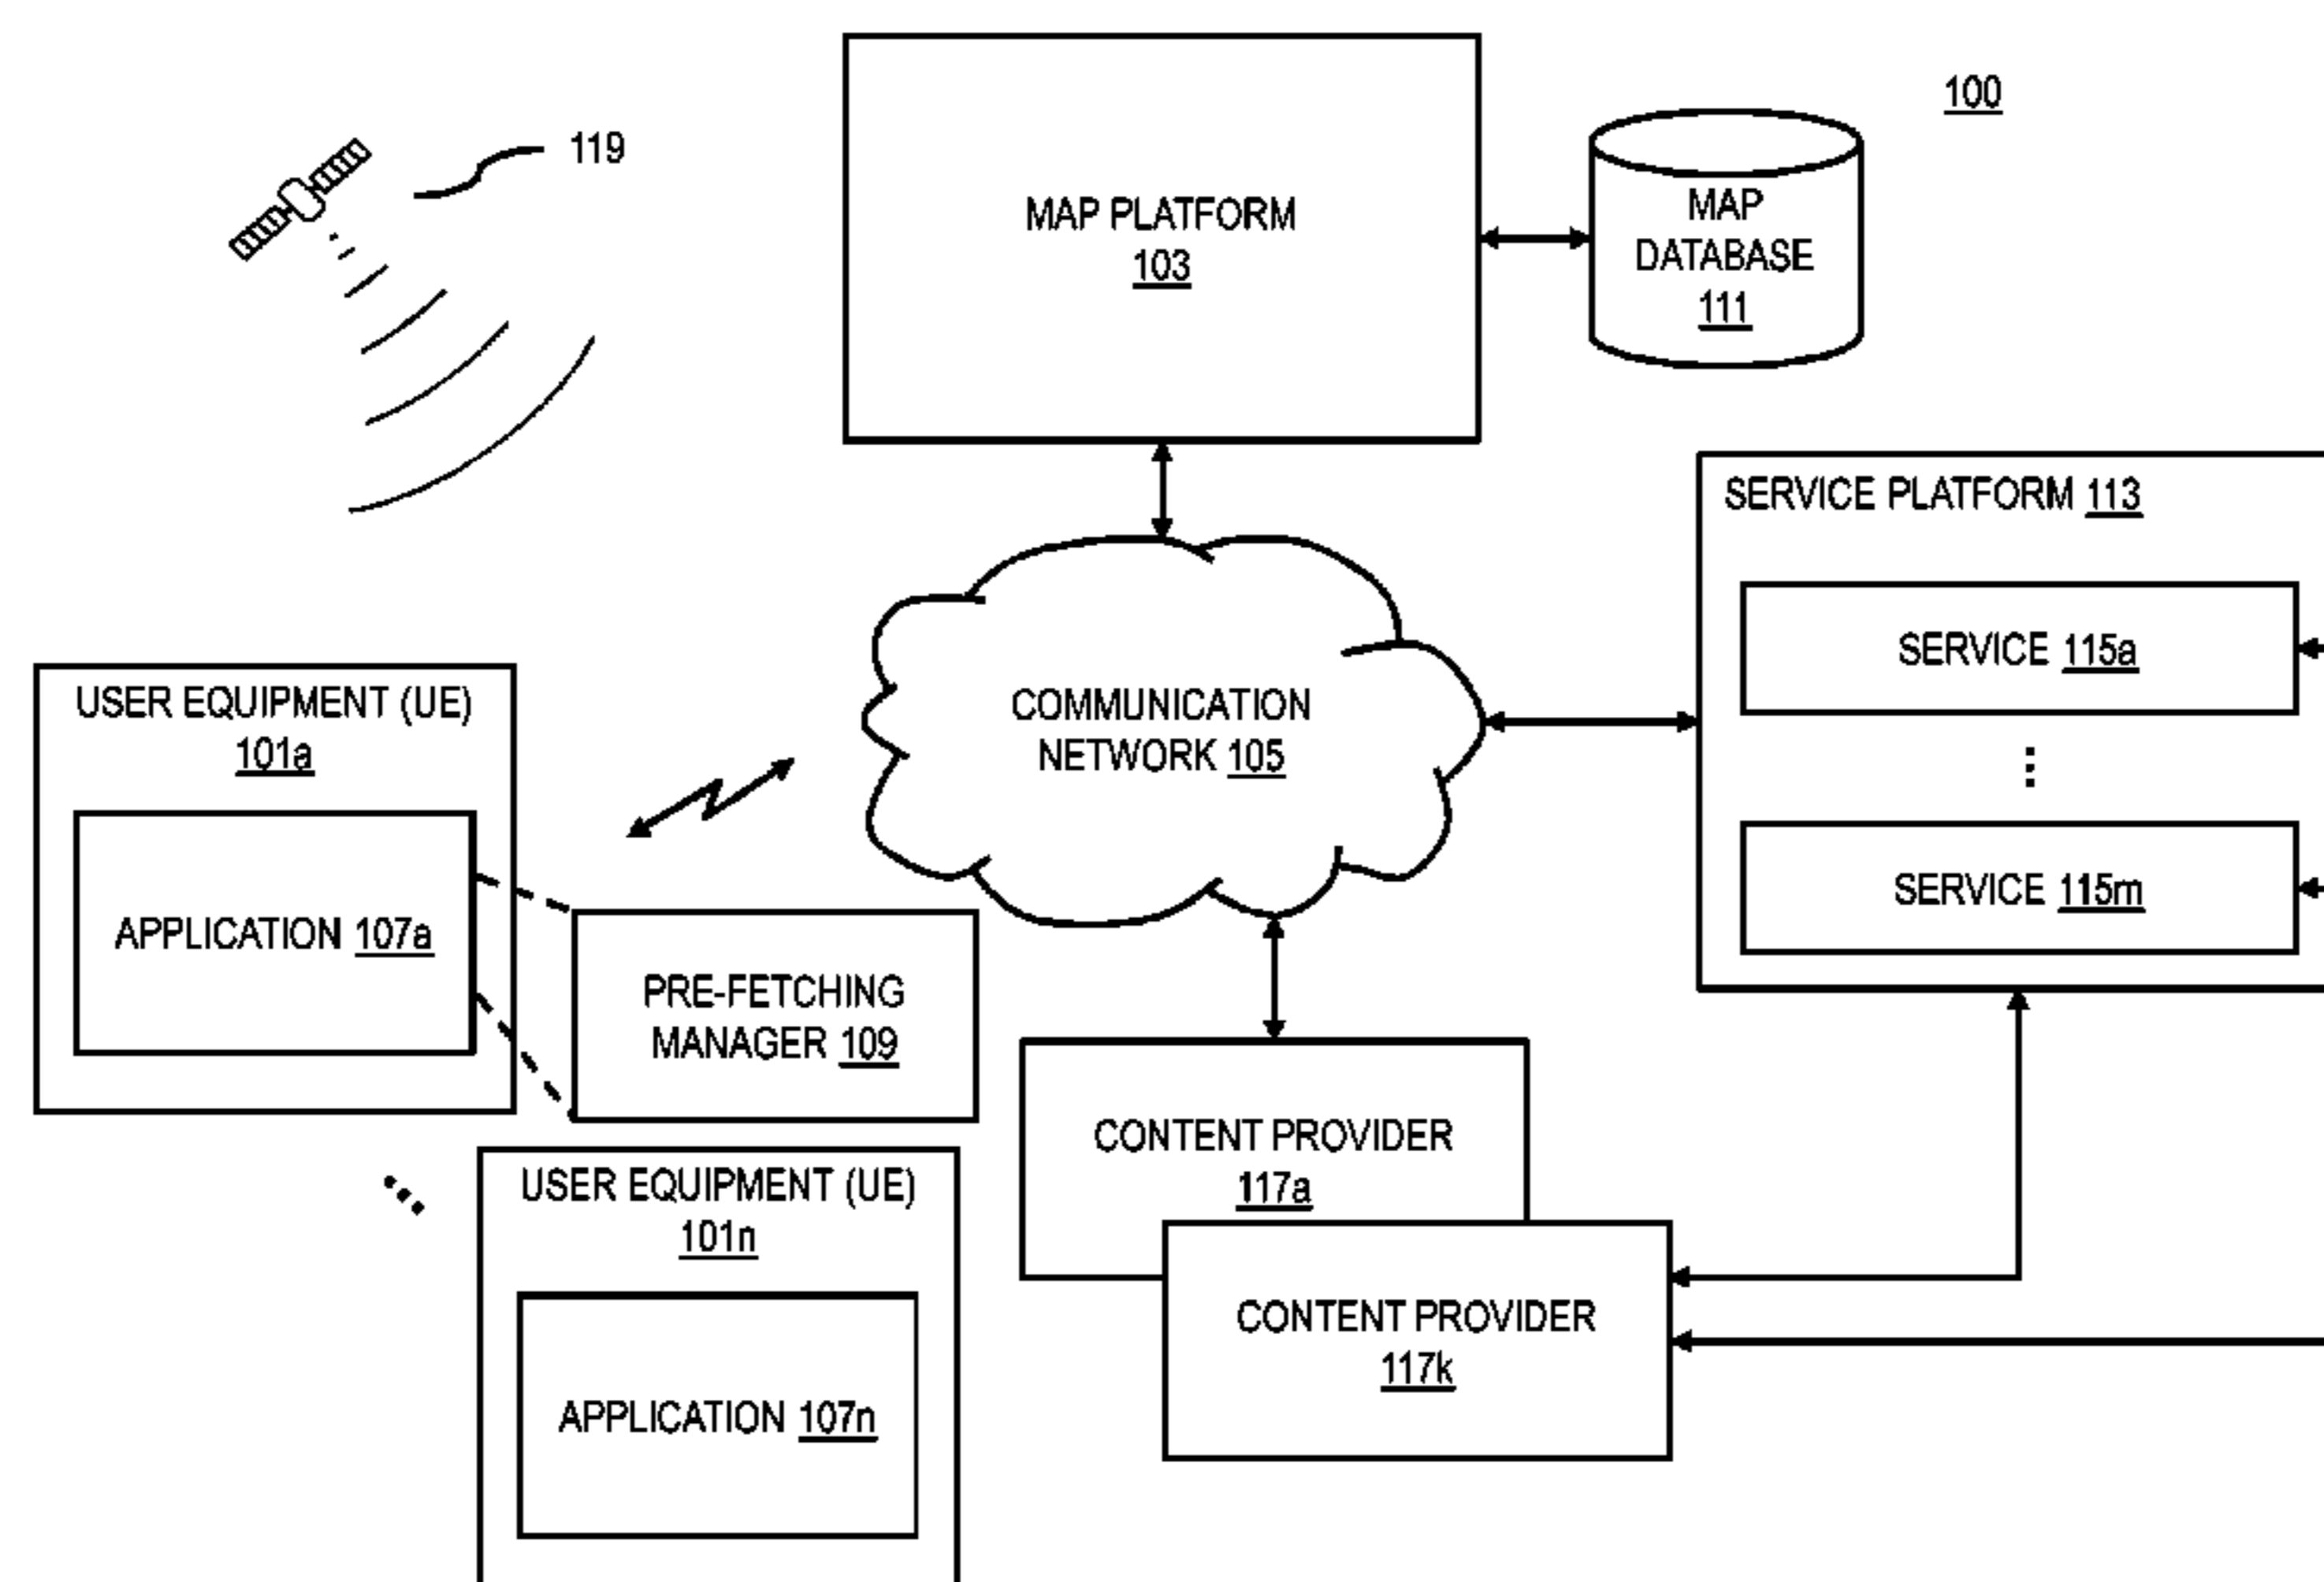 100
119
MAP PLATFORM
103
MAP
DATABASE
111
SERVICE PLATFORM 113
SERVICE 115a
SERVICE 115m
COMMUNICATION
NETWORK 105
USER EQUIPMENT (UE)
101a
APPLICATION 107a
PRE-FETCHING
MANAGER 109
CONTENT PROVIDER
117a
CONTENT PROVIDER
117k
USER EQUIPMENT (UE)
101n
APPLICATION 107n